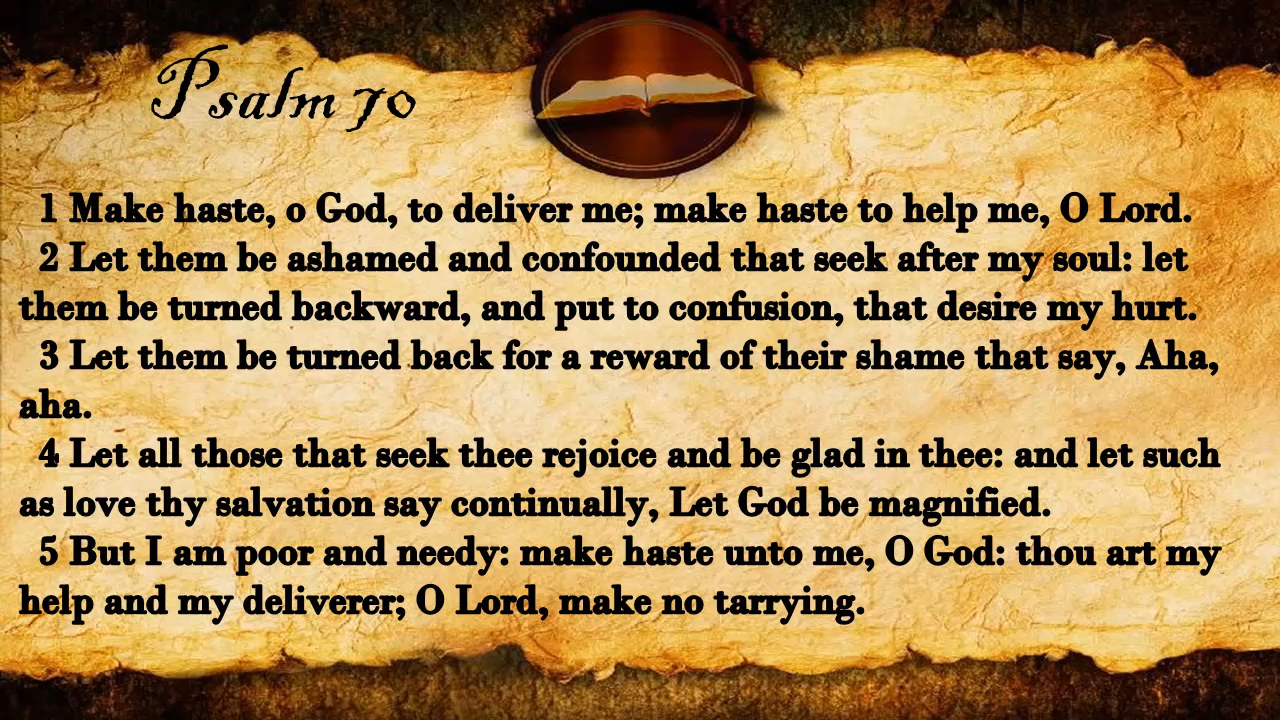 Psalm 70
1 Make haste, o God, to deliver me; make haste to help me, O Lord.
2 Let them be ashamed and confounded that seek after my soul: let
them be turned backward, and put to confusion, that desire my hurt.
3 Let them be turned back for a reward of their shame that say, Aha,
aha.
4 Let all those that seek thee rejoice and be glad in thee: and let such
as love thy salvation say continually, Let God be magnified.
5 But I am poor and needy: make haste unto me, O God: thou art my
help and my deliverer; O Lord, make no tarrying.